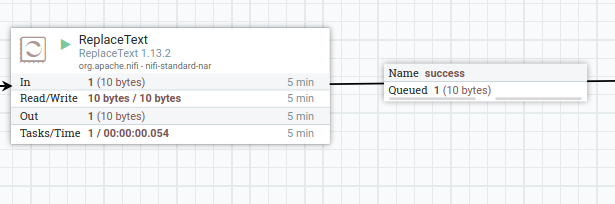 ReplaceText
ReplaceText 1.13.2
org.apache.nifi - nifi-standard-nar
In 1 (10 bytes) 5 min
Read/Write 10 bytes / 10 bytes 5 min
Out 1 (10 bytes) 5 min
Tasks/Time 1 / 00:00:00.054 5 min
Name success
Queued 1 (10 bytes)